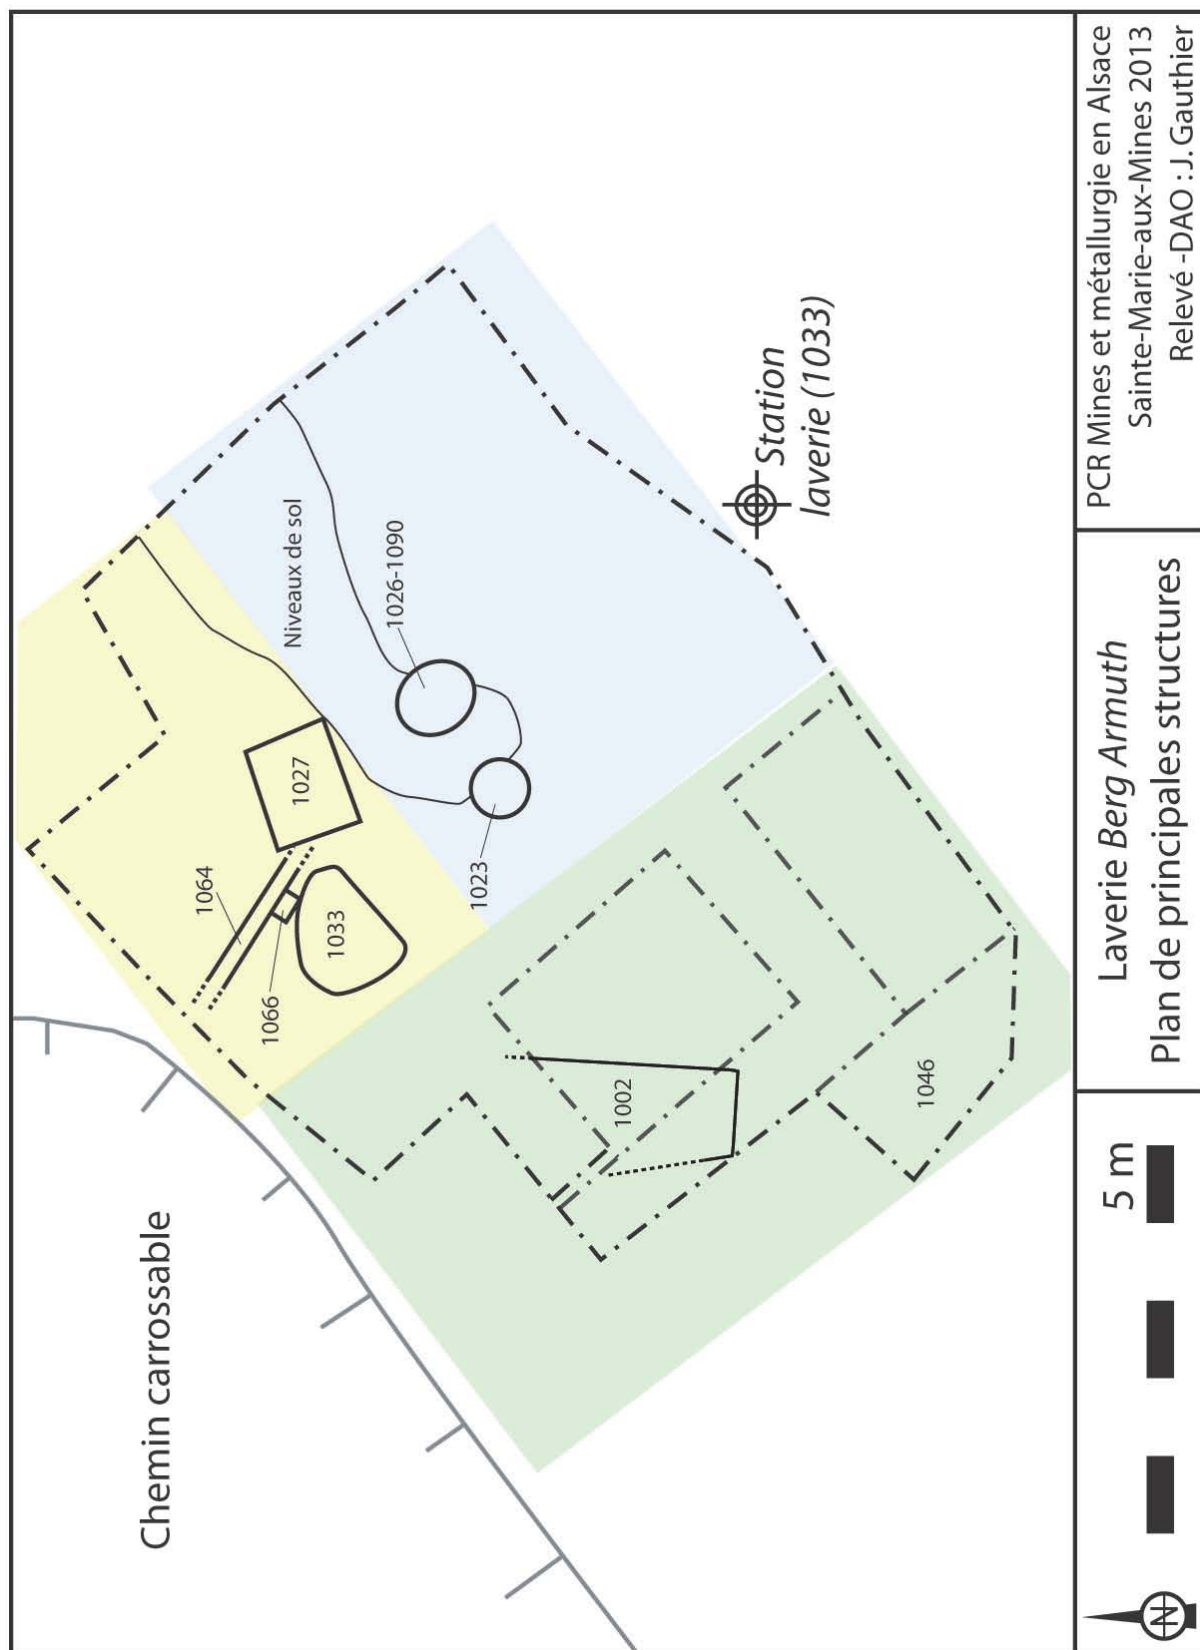 Chemin carrossable
1064
1066
1033
1027
Niveaux de sol
1026-1090
1023
1002
1046
Station
laverie (1033)
N
5 m
Laverie Berg Armuth
Plan de principales structures
PCR Mines et métallurgie en Alsace
Sainte-Marie-aux-Mines 2013
Relevé -DAO : J. Gauthier